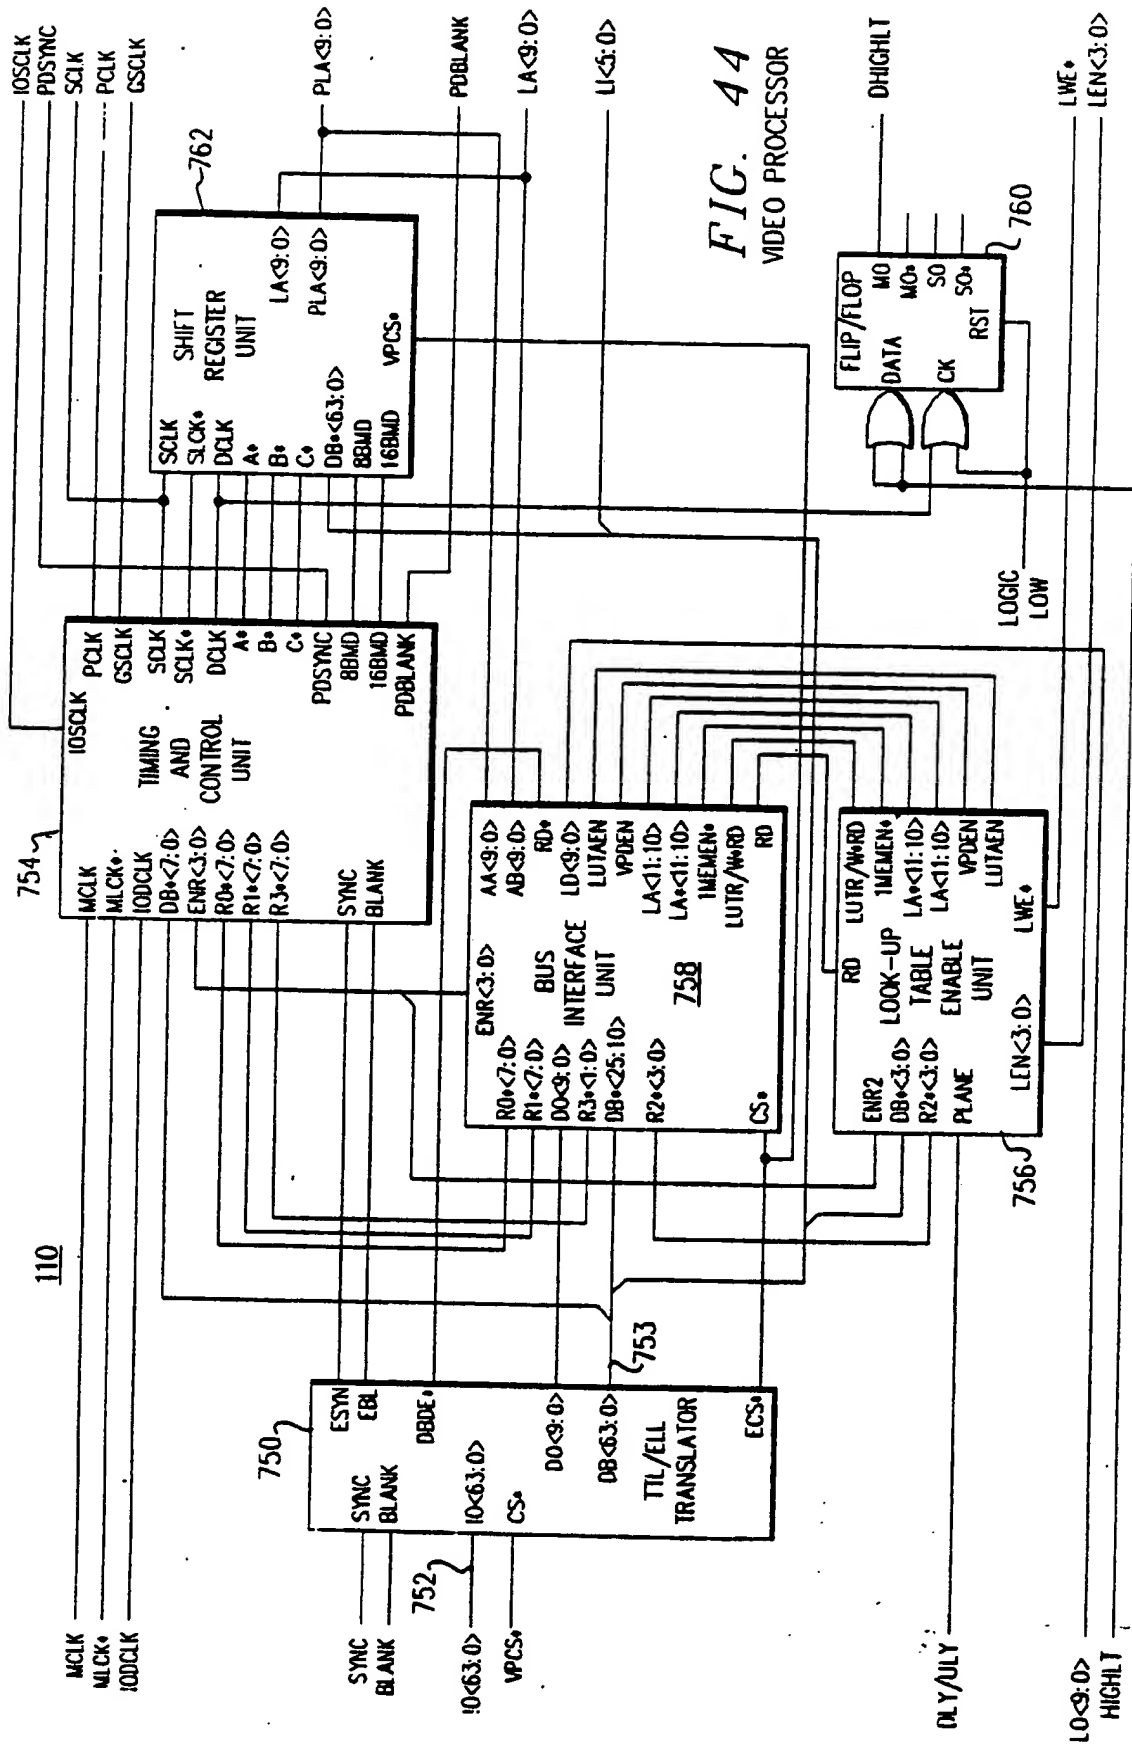 110
FIG. 44
VIDEO PROCESSOR
MCLK
MLCK*
IODCLK
SYNC
BLANK
IO<63:0>
752
VPCS*
DLY/ULY
LO<9:0>
HIGHLT
750
SYNC
BLANK
IO<63:0>
CS*
ESYN
EBL
DBDE*
DO<9:0>
DB<63:0>
TTL/ELL
TRANSLATOR
ECS*
753
754
MCLK
MLCK*
IODCLK
DB*<7:0>
ENR<3:0>
R0*<7:0>
R1*<7:0>
R3*<7:0>
SYNC
BLANK
TIMING
AND
CONTROL
UNIT
IOSCLK
PCLK
GSCLK
SCLK
SCLK*
DCLK
A*
B*
C*
PDSYNC
8BMD
16BMD
PDBLANK
ENR<3:0>
R0*<7:0>
R1*<7:0>
DO<9:0>
R3*<1:0>
DB*<25:10>
R2*<3:0>
CS*
BUS
INTERFACE
UNIT
758
AA<9:0>
AB<9:0>
RD*
LD<9:0>
LUTAEN
VPDEN
LA<11:10>
LA*<11:10>
1MEMEN*
LUTR/W*RD
RD
756
ENR2
DB*<3:0>
R2*<3:0>
PLANE
RD
LOOK-UP
TABLE
ENABLE
UNIT
LUTR/W*RD
1MEMEN*
LA*<11:10>
LA<11:10>
VPDEN
LUTAEN
LEN<3:0>
LWE*
762
SCLK
SLCK*
DCLK
A*
B*
C*
DB*<63:0>
8BMD
16BMD
SHIFT
REGISTER
UNIT
LA<9:0>
PLA<9:0>
VPCS*
LOGIC
LOW
FLIP/FLOP
DATA
CK
MO
MO*
SO
SO*
RST
760
IOSCLK
PDSYNC
SCLK
PCLK
GSCLK
PLA<9:0>
PDBLANK
LA<9:0>
LI<5:0>
DHIGHLT
LWE*
LEN<3:0>